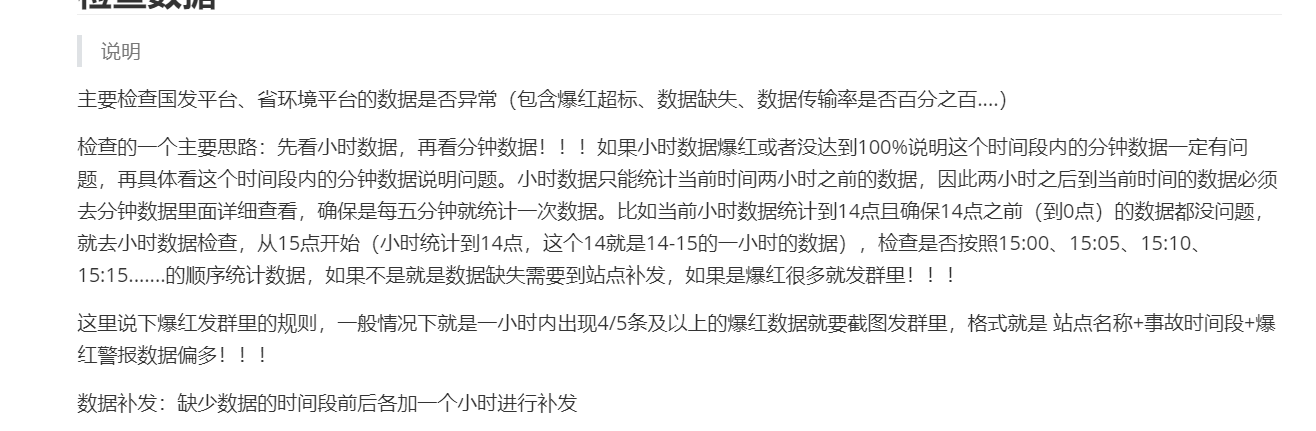 检查数据
说明
主要检查国发平台、省环境平台的数据是否异常（包含爆红超标、数据缺失、数据传输率是否百分之百....）
检查的一个主要思路：先看小时数据，再看分钟数据！！！如果小时数据爆红或者没达到100%说明这个时间段内的分钟数据一定有问
题，再具体看这个时间段内的分钟数据说明问题。小时数据只能统计当前时间两小时之前的数据，因此两小时之后到当前时间的数据必须
去分钟数据里面详细查看，确保是每五分钟就统计一次数据。比如当前小时数据统计到14点且确保14点之前（到0点）的数据都没问题，
就去小时数据检查，从15点开始（小时统计到14点，这个14就是14-15的一小时的数据），检查是否按照15:00、15:05、15:10、
15:15.......的顺序统计数据，如果不是就是数据缺失需要到站点补发，如果是爆红很多就发群里！！！
这里说下爆红发群里的规则，一般情况下就是一小时内出现4/5条及以上的爆红数据就要截图发群里，格式就是 站点名称+事故时间段+爆
红警报数据偏多！！！
数据补发：缺少数据的时间段前后各加一个小时进行补发